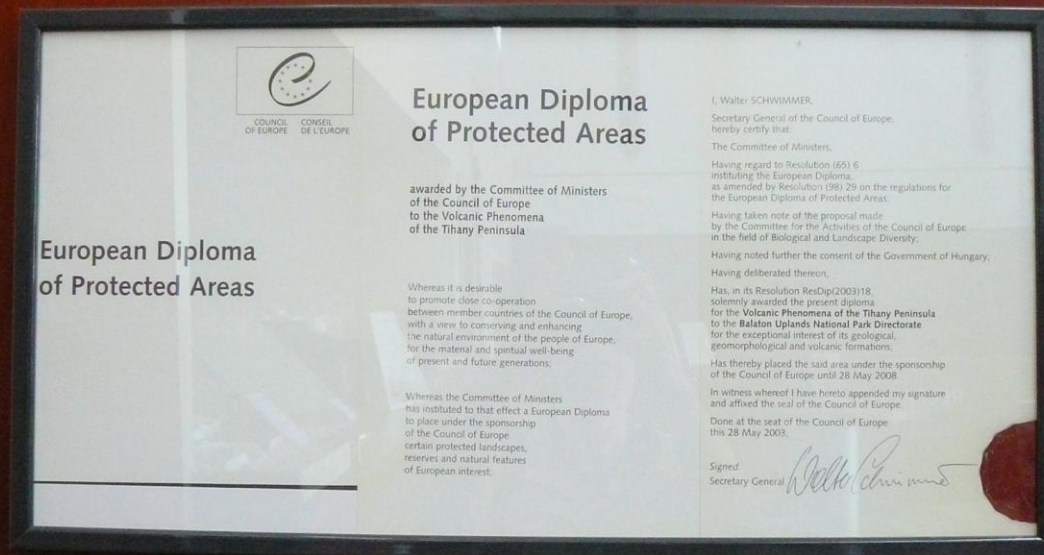 COUNCIL OF EUROPE
CONSEIL DE L'EUROPE
European Diploma
of Protected Areas
European Diploma
of Protected Areas
awarded by the Committee of Ministers
of the Council of Europe
to the Volcanic Phenomena
of the Tihany Peninsula
Whereas it is desirable
to promote close co-operation
between member countries of the Council of Europe,
with a view to conserving and enhancing
the natural environment of the people of Europe,
for the material and spiritual well-being
of present and future generations;
Whereas the Committee of Ministers
has instituted to that effect a European Diploma
to place under the sponsorship
of the Council of Europe
certain protected landscapes,
reserves and natural features
of European interest;
I, Walter SCHWIMMER,
Secretary General of the Council of Europe,
hereby certify that:
The Committee of Ministers,
Having regard to Resolution (65) 6
instituting the European Diploma,
as amended by Resolution (98) 29 on the regulations for
the European Diploma of Protected Areas;
Having taken note of the proposal made
by the Committee for the Activities of the Council of Europe
in the field of Biological and Landscape Diversity;
Having noted further the consent of the Government of Hungary;
Having deliberated thereon,
Has, in its Resolution ResDip(2003)18,
solemnly awarded the present diploma
for the Volcanic Phenomena of the Tihany Peninsula
to the Balaton Uplands National Park Directorate
for the exceptional interest of its geological,
geomorphological and volcanic formations.
Has thereby placed the said area under the sponsorship
of the Council of Europe until 28 May 2008.
In witness whereof I have hereto appended my signature
and affixed the seal of the Council of Europe.
Done at the seat of the Council of Europe
this 28 May 2003,
Signed
Secretary General Walter Schwimmer